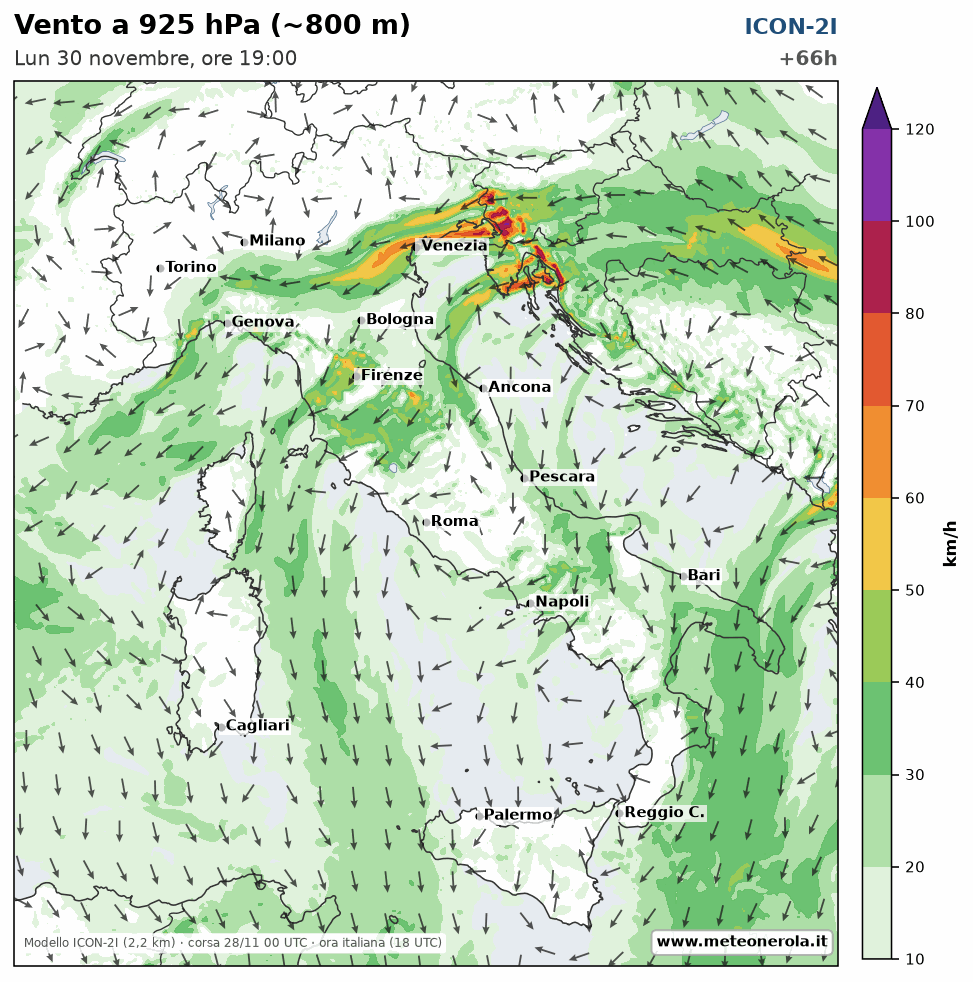 Vento a 925 hPa (~800 m)
ICON-2I
Lun 30 novembre, ore 19:00
+66h
120
100
80
70
60
50
40
30
20
10
km/h
Milano
Venezia
Torino
Genova
Bologna
Firenze
Ancona
Pescara
Roma
Bari
Napoli
Cagliari
Palermo
Reggio C.
Modello ICON-2I (2,2 km) · corsa 28/11 00 UTC · ora italiana (18 UTC)
www.meteonerola.it